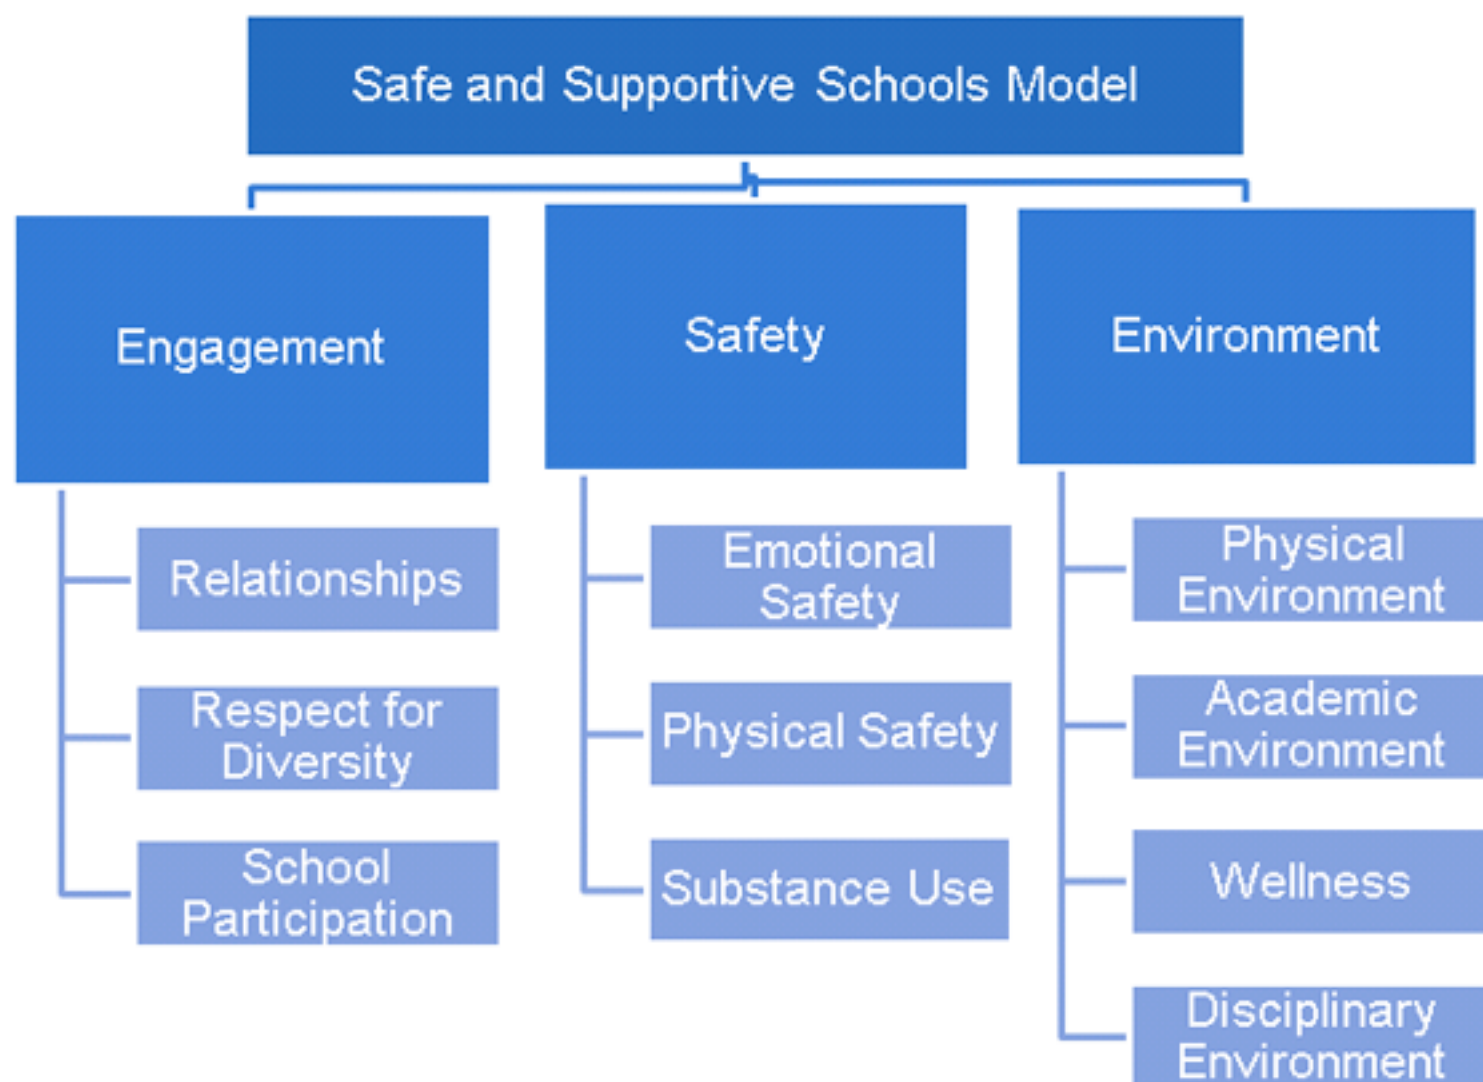 Safe and Supportive Schools Model
Engagement
Relationships
Respect for
Diversity
School
Participation
Safety
Emotional
Safety
Physical Safety
Substance Use
Environment
Physical
Environment
Academic
Environment
Wellness
Disciplinary
Environment